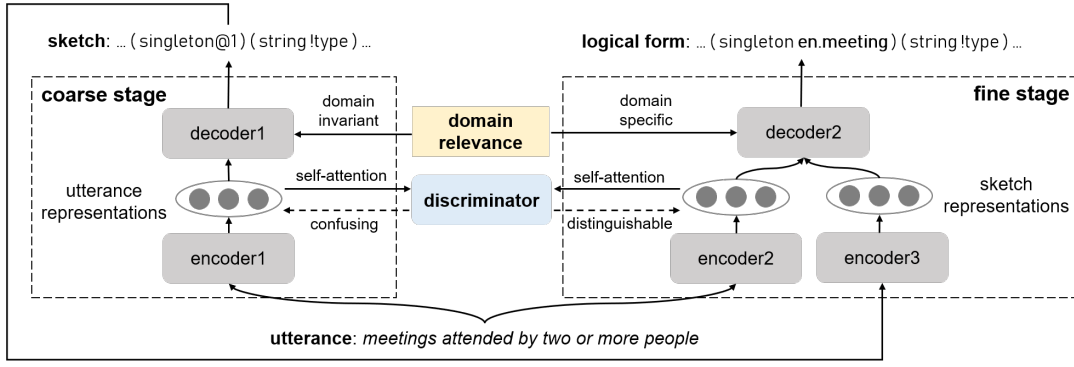 sketch: ... ( singleton@1 ) ( string !type ) ...
logical form: ... ( singleton en.meeting ) ( string !type ) ...
coarse stage
fine stage
decoder1
domain
invariant
domain
relevance
domain
specific
decoder2
utterance
representations
self-attention
discriminator
self-attention
sketch
representations
confusing
distinguishable
encoder1
encoder2
encoder3
utterance: meetings attended by two or more people